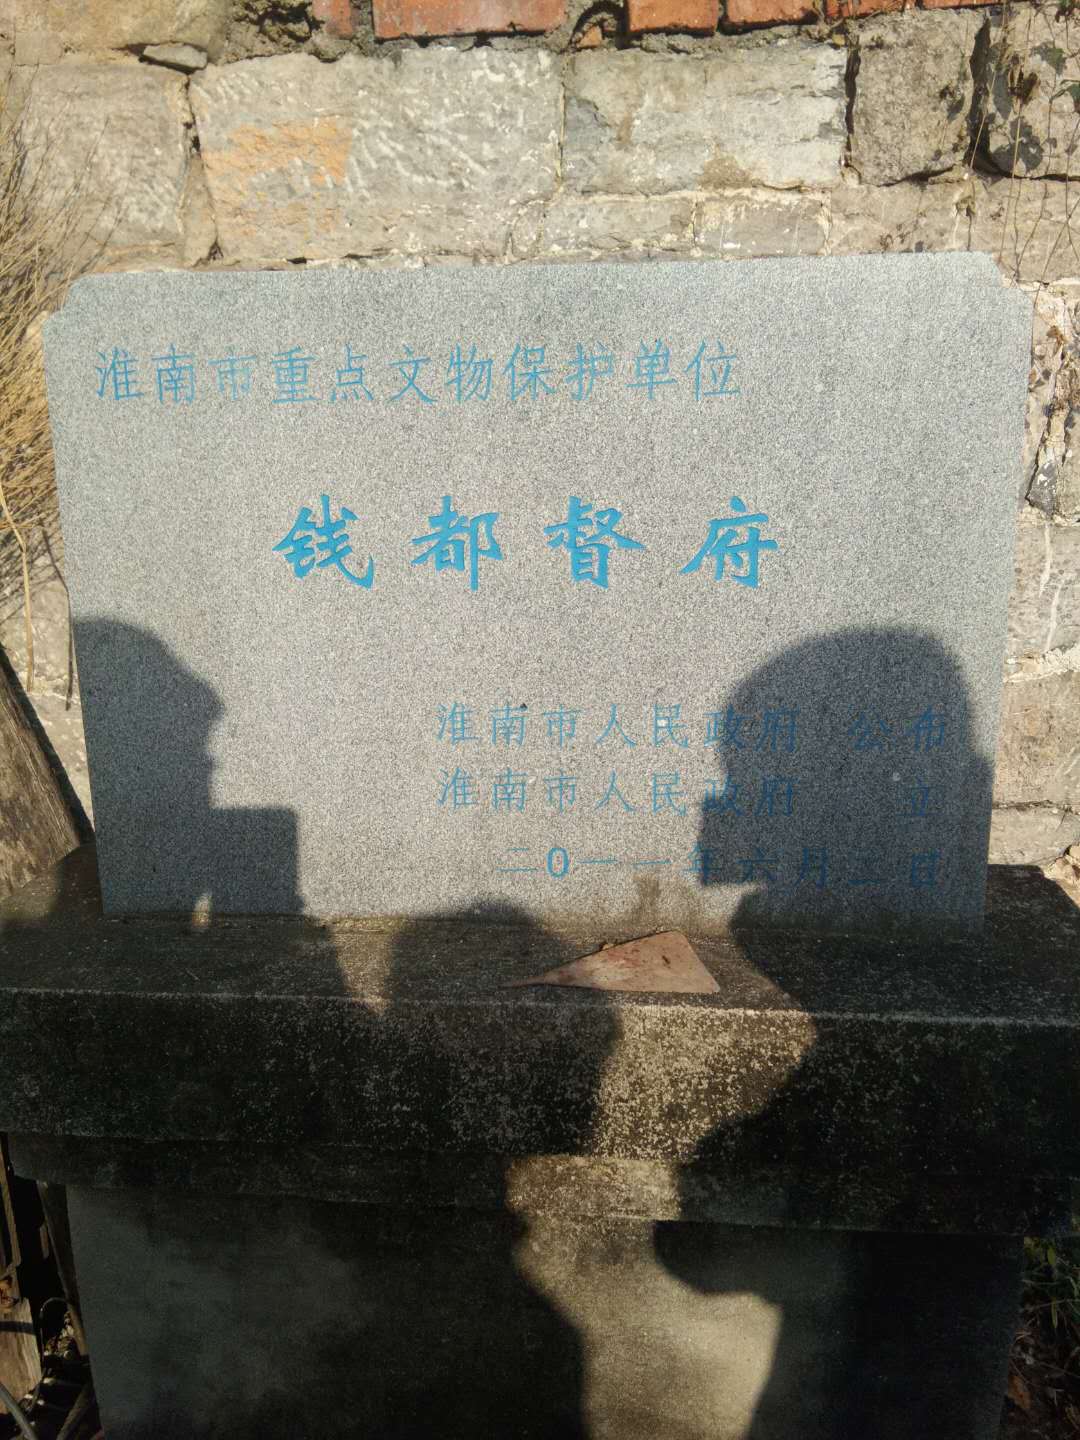 淮南市重点文物保护单位
钱都督府
淮南市人民政府 公布
淮南市人民政府 立
二0一一年六月二日